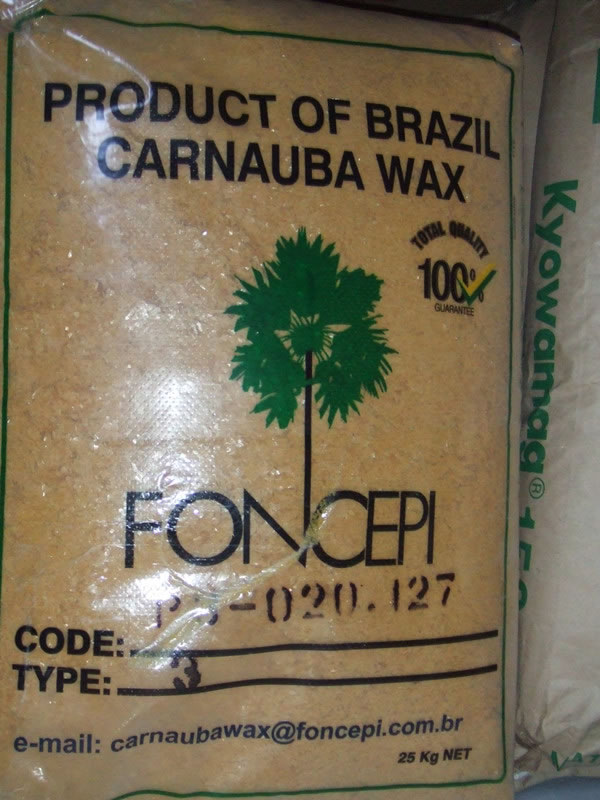 PRODUCT OF BRAZIL
CARNAUBA WAX
TOTAL QUALITY
100%
GUARANTEE
FONCEPI
-020.127
CODE:
TYPE: 3
e-mail: carnaubawax@foncepi.com.br
25 Kg NET
Kyowamag®